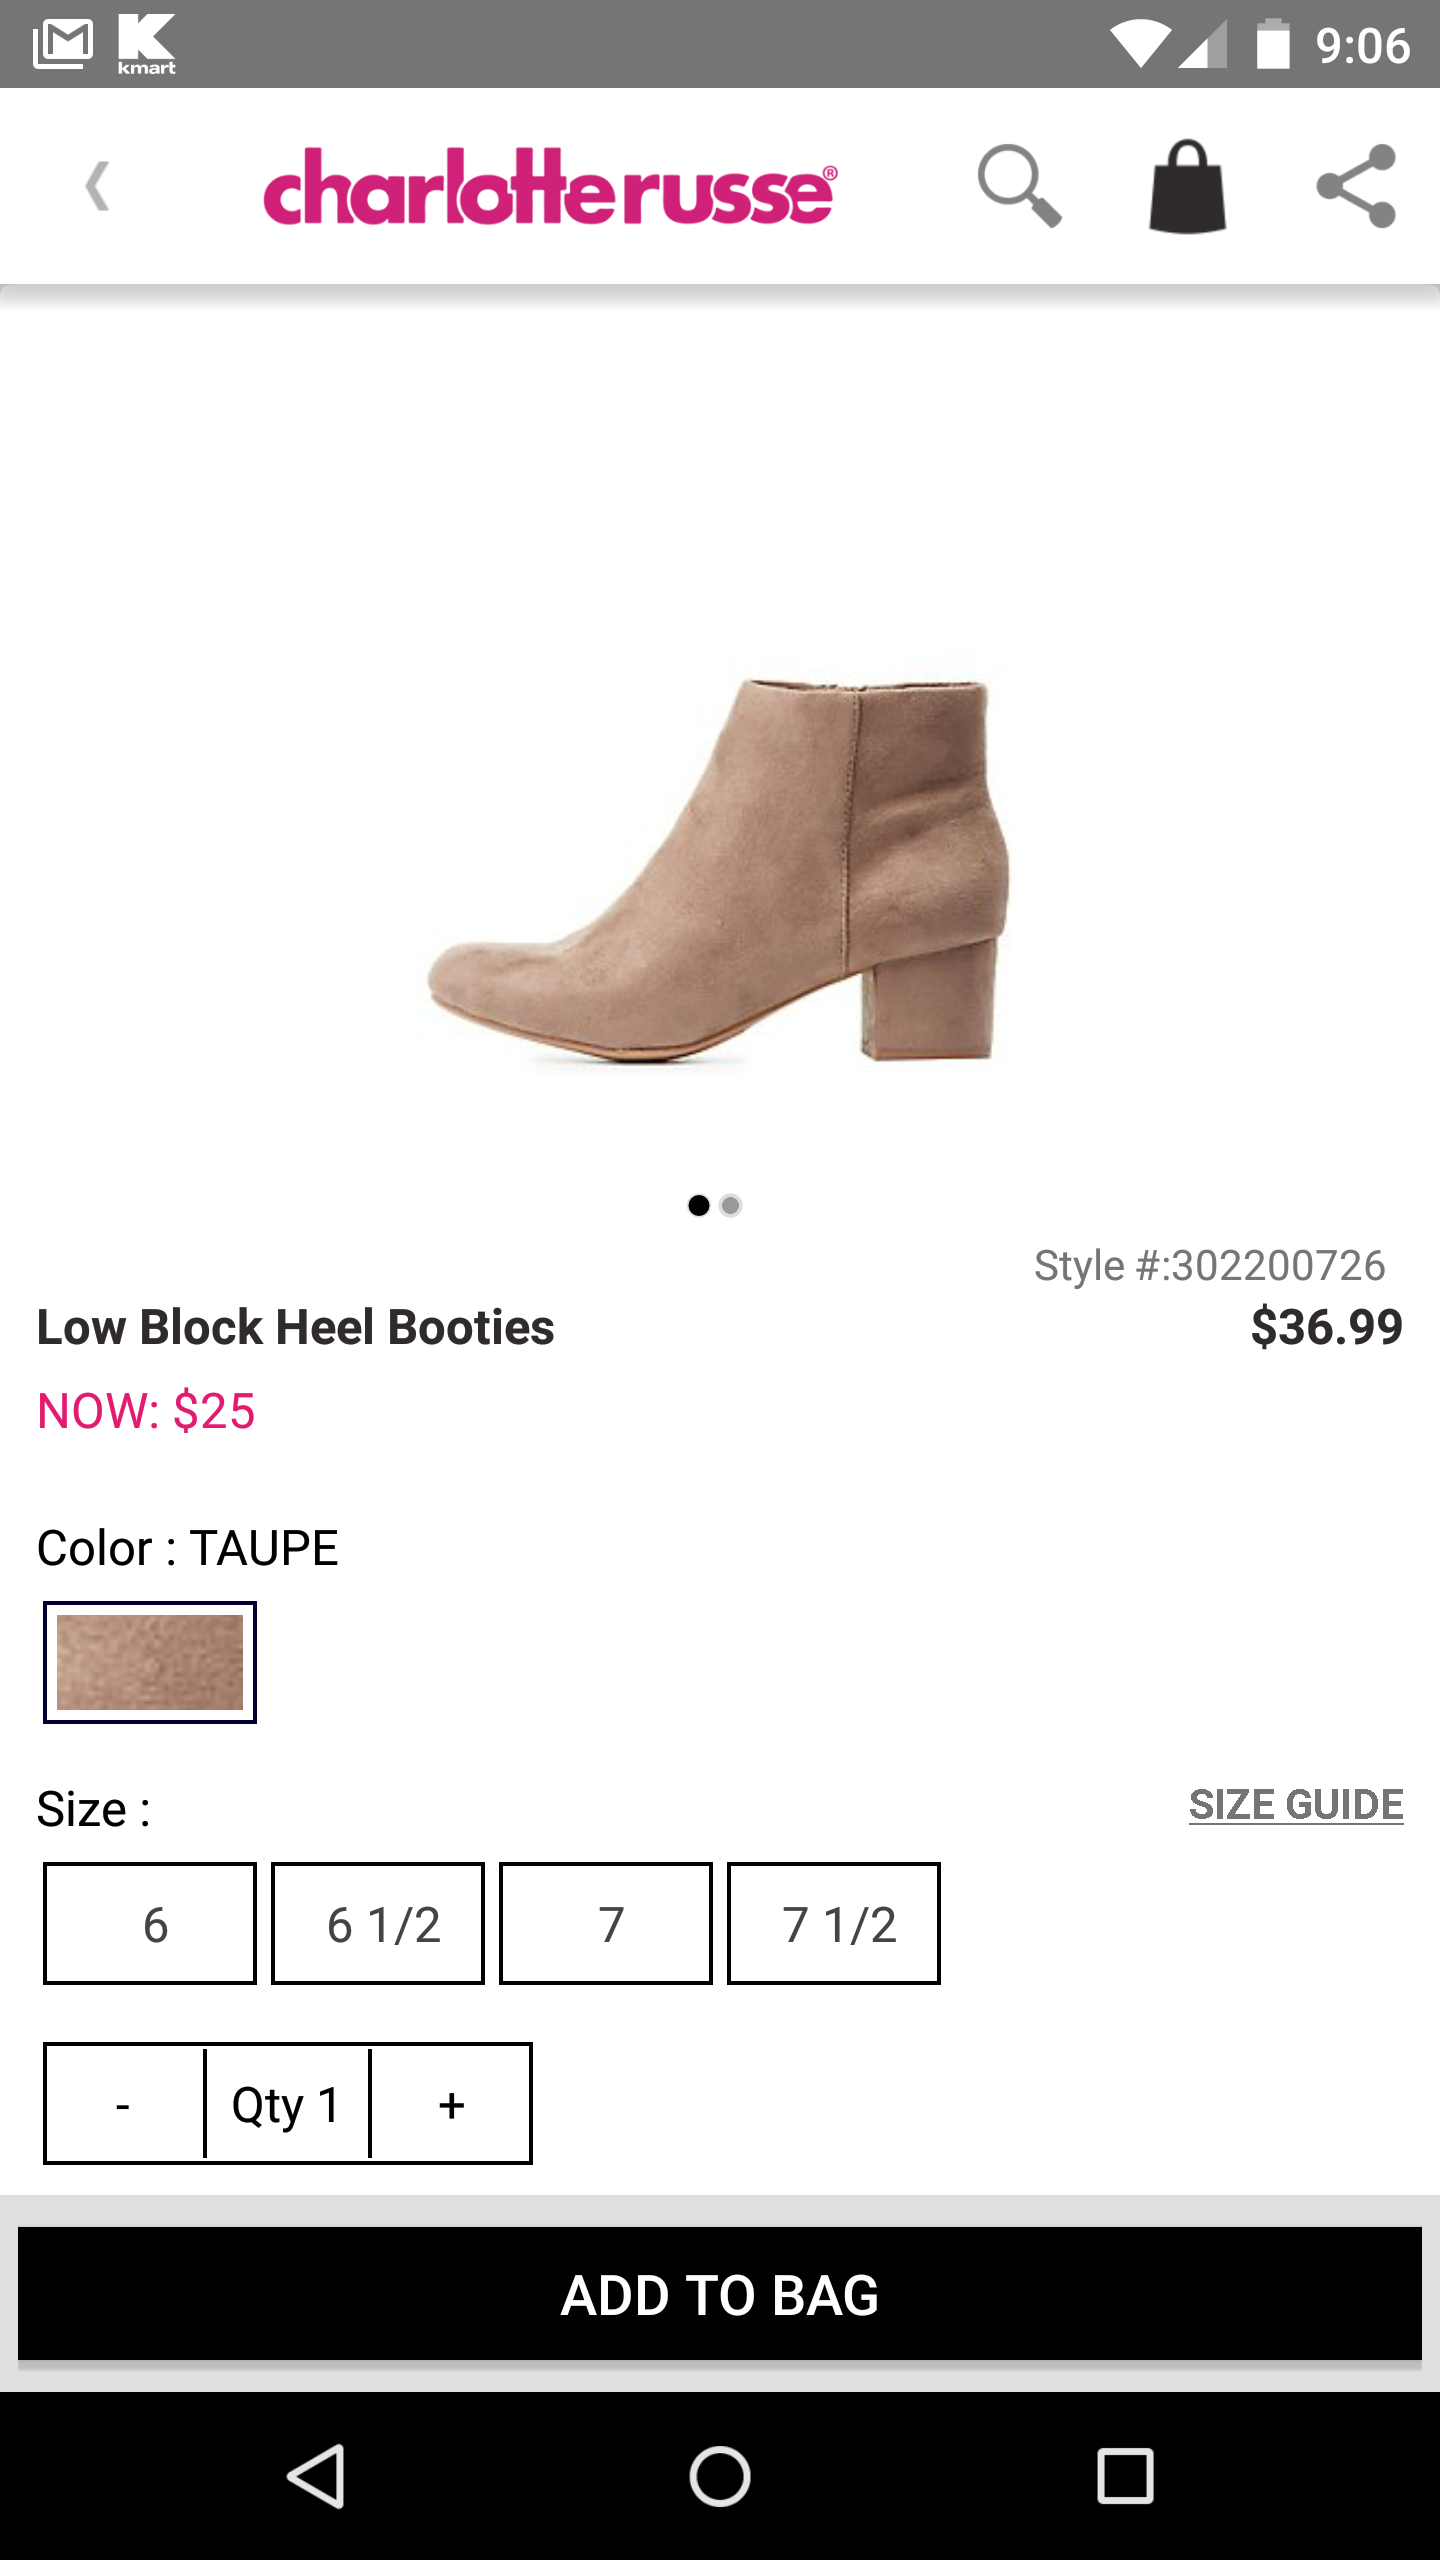 kmart
9:06
charlotte russe®
Style #:302200726
Low Block Heel Booties
$36.99
NOW: $25
Color : TAUPE
Size :
SIZE GUIDE
6
6 1/2
7
7 1/2
- Qty 1 +
ADD TO BAG